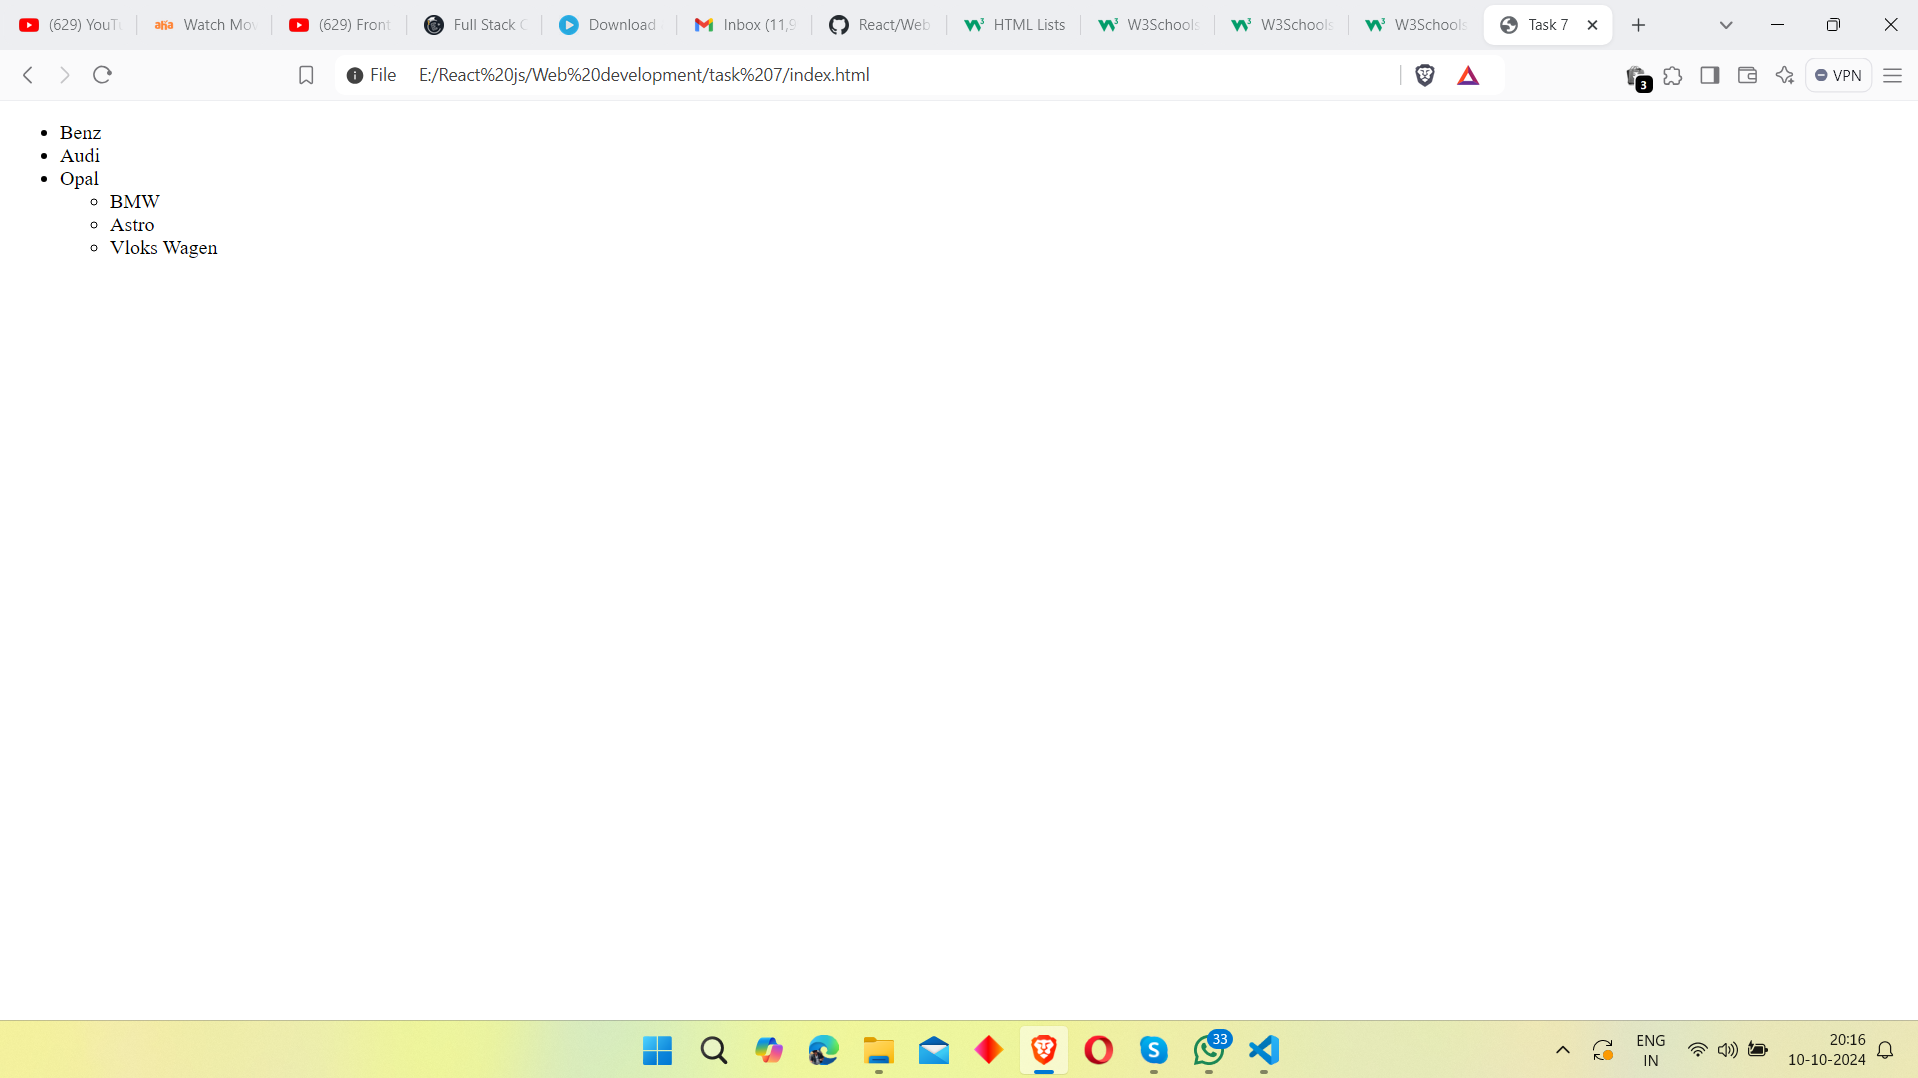 (629) YouTu
aha Watch Mov
(629) Front
Full Stack C
Download
Inbox (11,9
React/Web
HTML Lists
W3Schools
W3Schools
W3Schools
Task 7
File E:/React%20js/Web%20development/task%207/index.html
3
VPN
Benz
Audi
Opal
BMW
Astro
Vloks Wagen
33
ENG
IN
20:16
10-10-2024